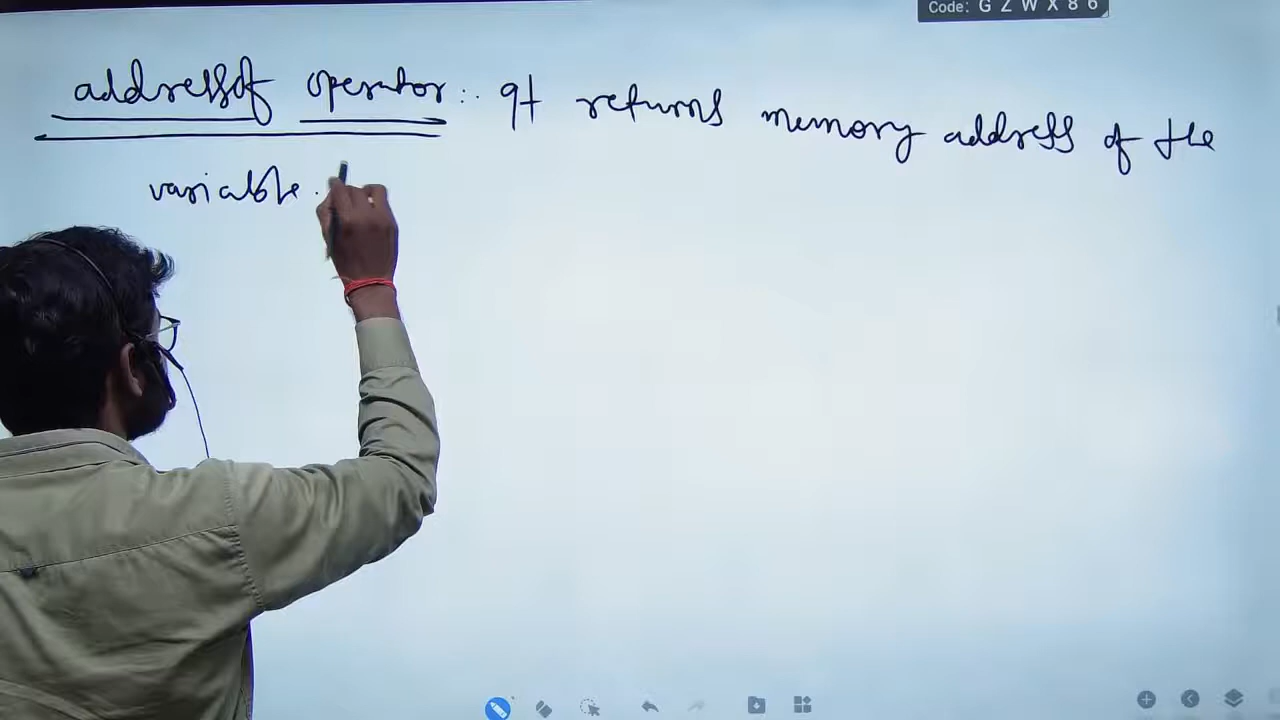 Code: G Z W X 8 6
addressof operator:. It returns memory address of the
variable.